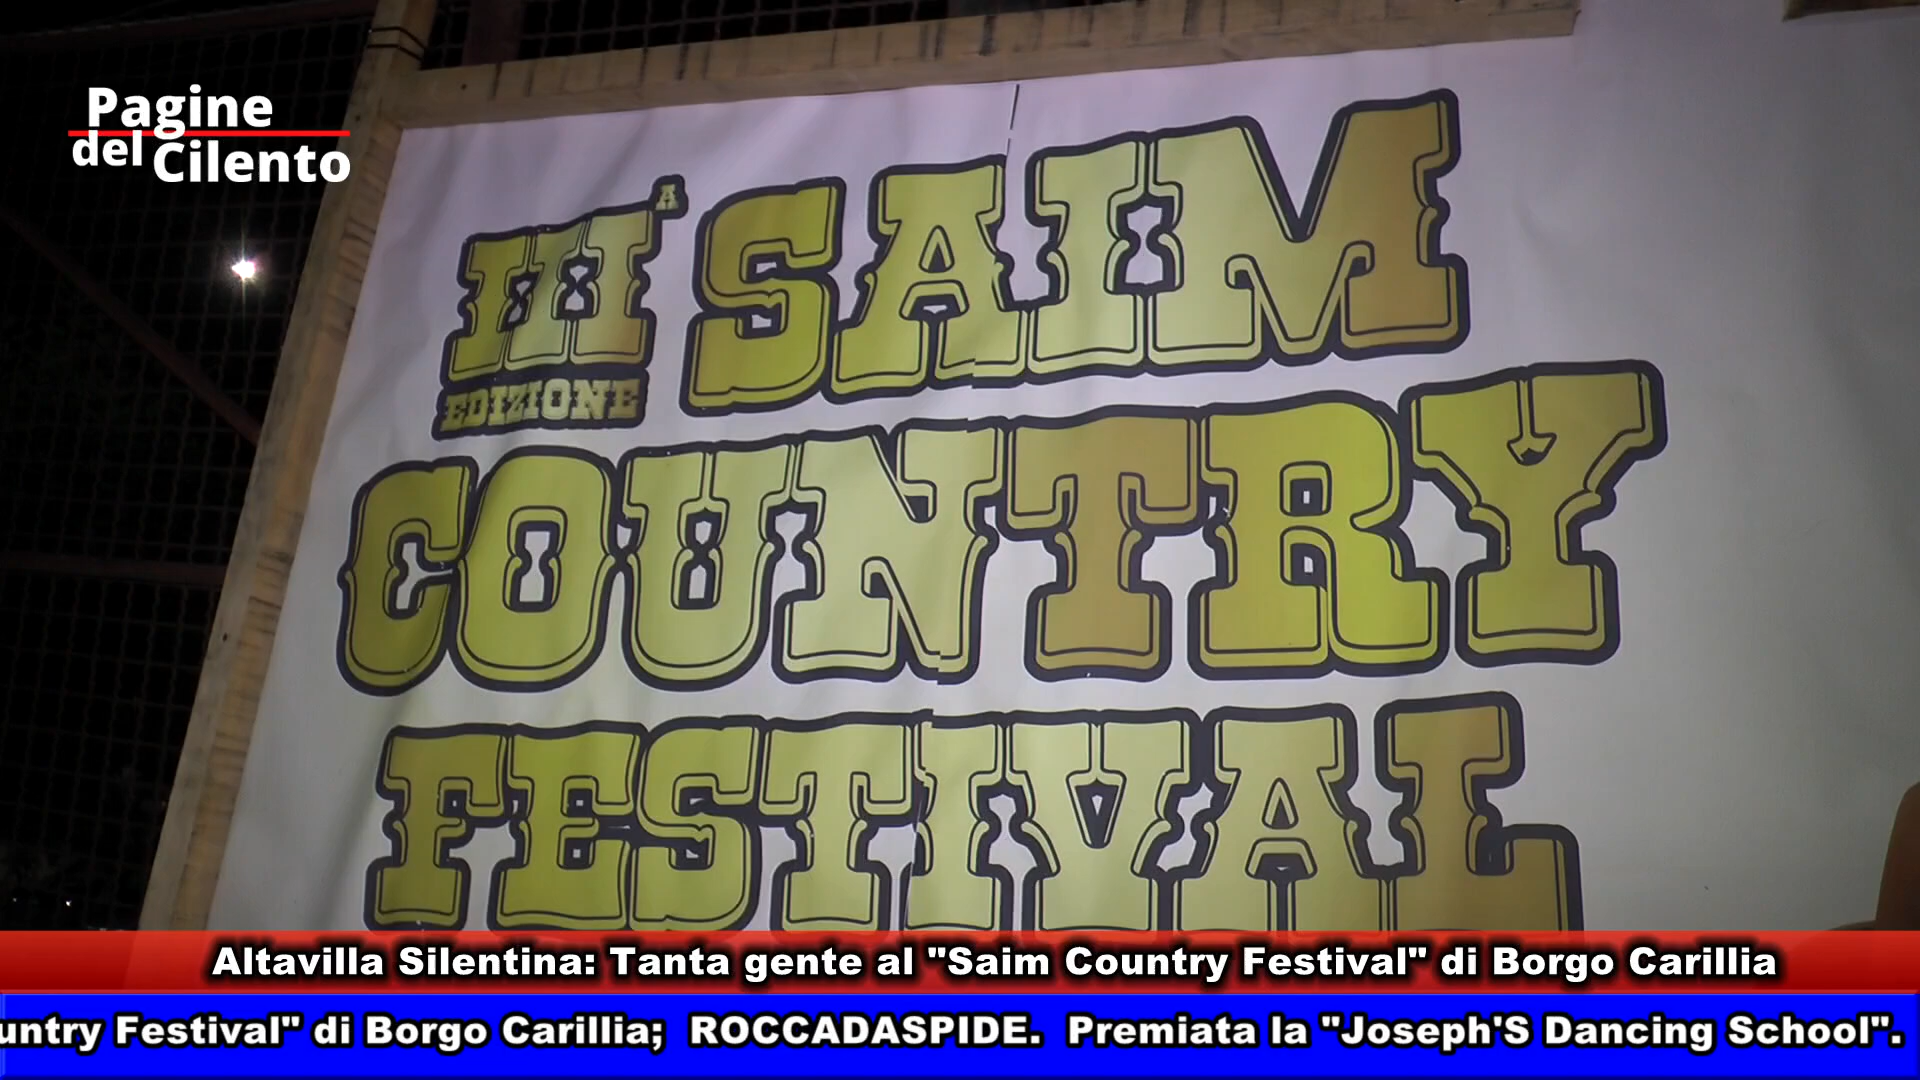 Pagine
del Cilento
IIIA SAIM
EDIZIONE
COUNTRY
FESTIVAL
Altavilla Silentina: Tanta gente al "Saim Country Festival" di Borgo Carillia
untry Festival" di Borgo Carillia; ROCCADASPIDE. Premiata la "Joseph'S Dancing School".